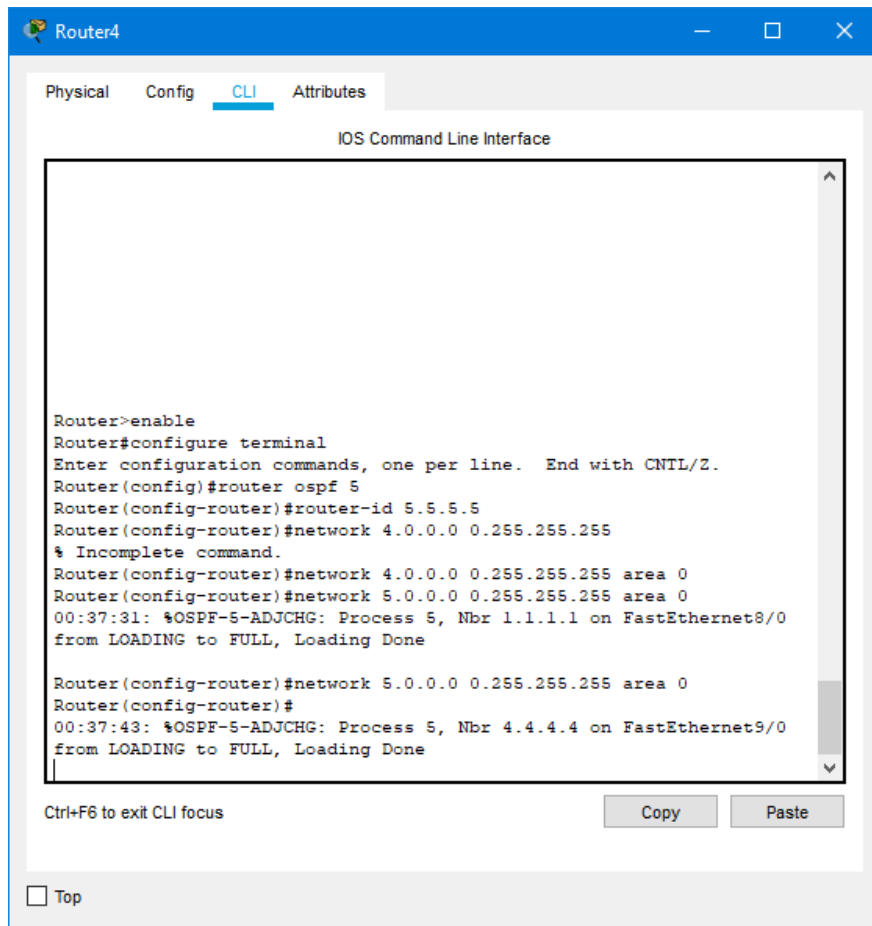 Router4
Physical Config CLI Attributes
IOS Command Line Interface
Router>enable
Router#configure terminal
Enter configuration commands, one per line.  End with CNTL/Z.
Router(config)#router ospf 5
Router(config-router)#router-id 5.5.5.5
Router(config-router)#network 4.0.0.0 0.255.255.255
% Incomplete command.
Router(config-router)#network 4.0.0.0 0.255.255.255 area 0
Router(config-router)#network 5.0.0.0 0.255.255.255 area 0
00:37:31: %OSPF-5-ADJCHG: Process 5, Nbr 1.1.1.1 on FastEthernet8/0
from LOADING to FULL, Loading Done
Router(config-router)#network 5.0.0.0 0.255.255.255 area 0
Router(config-router)#
00:37:43: %OSPF-5-ADJCHG: Process 5, Nbr 4.4.4.4 on FastEthernet9/0
from LOADING to FULL, Loading Done
Ctrl+F6 to exit CLI focus Copy Paste
Top